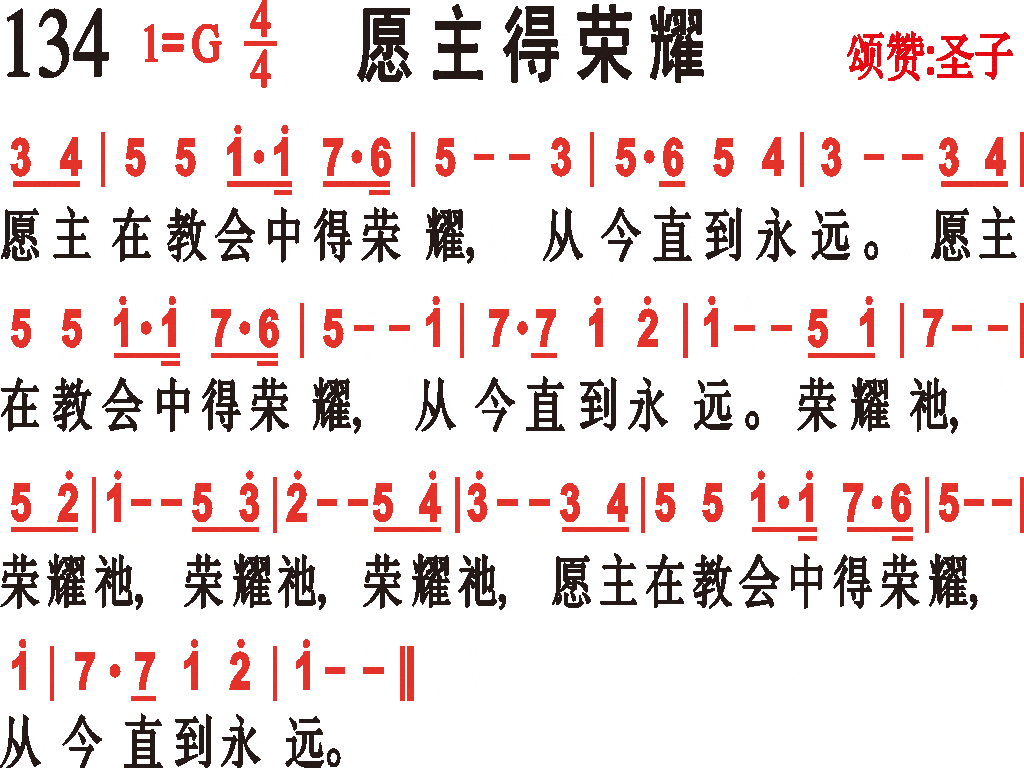 134 1=G 4/4 愿主得荣耀 颂赞:圣子
3 4 | 5 5 i·i 7·6 | 5 - - 3 | 5·6 5 4 | 3 - - 3 4 |
愿主在教会中得荣耀, 从今直到永远。愿主
5 5 i·i 7·6 | 5 - - i | 7·7 i 2̇ | i - - 5 i | 7 - - |
在教会中得荣耀, 从今直到永远。荣耀祂,
5 2̇ | i - - 5 3̇ | 2̇ - - 5 4̇ | 3̇ - - 3 4 | 5 5 i·i 7·6 | 5 - - |
荣耀祂, 荣耀祂, 荣耀祂, 愿主在教会中得荣耀,
i | 7·7 i 2̇ | i - - ‖
从今直到永远。